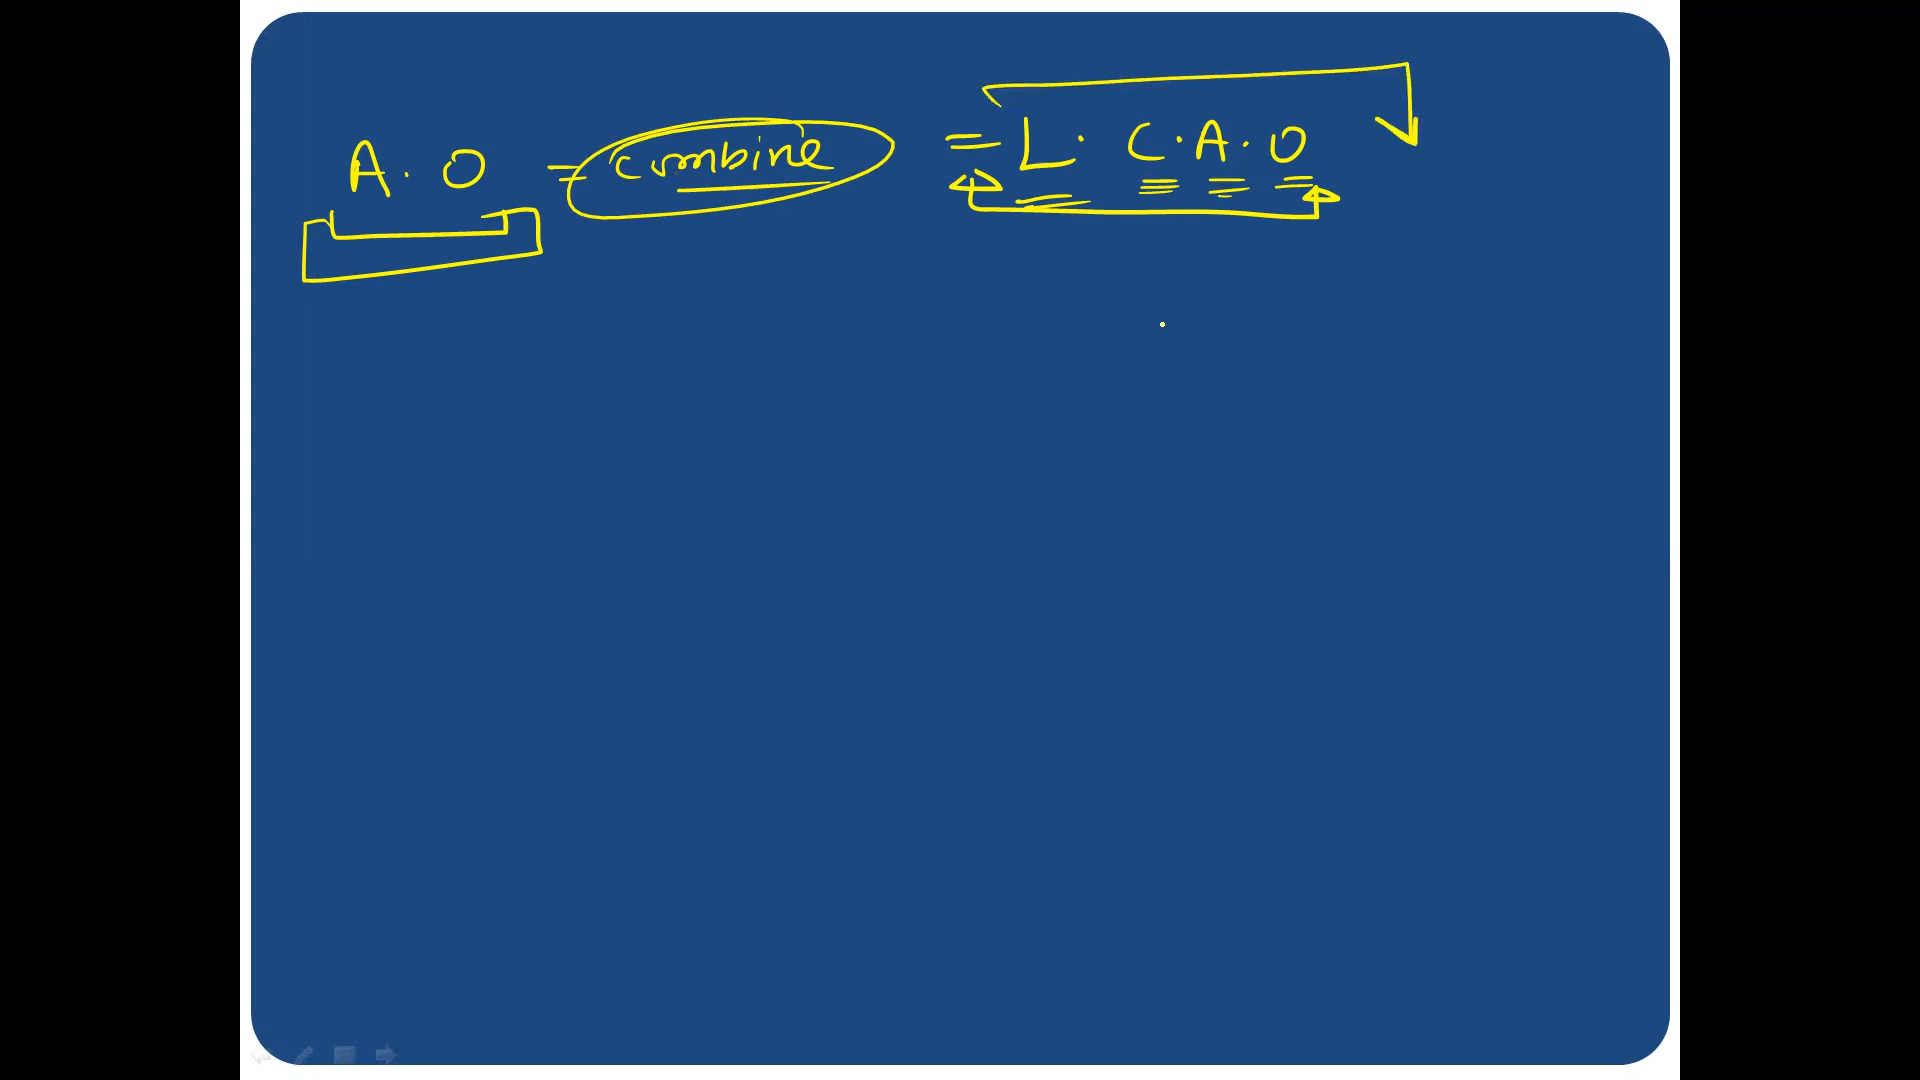 A. O = combine = L. C. A. O